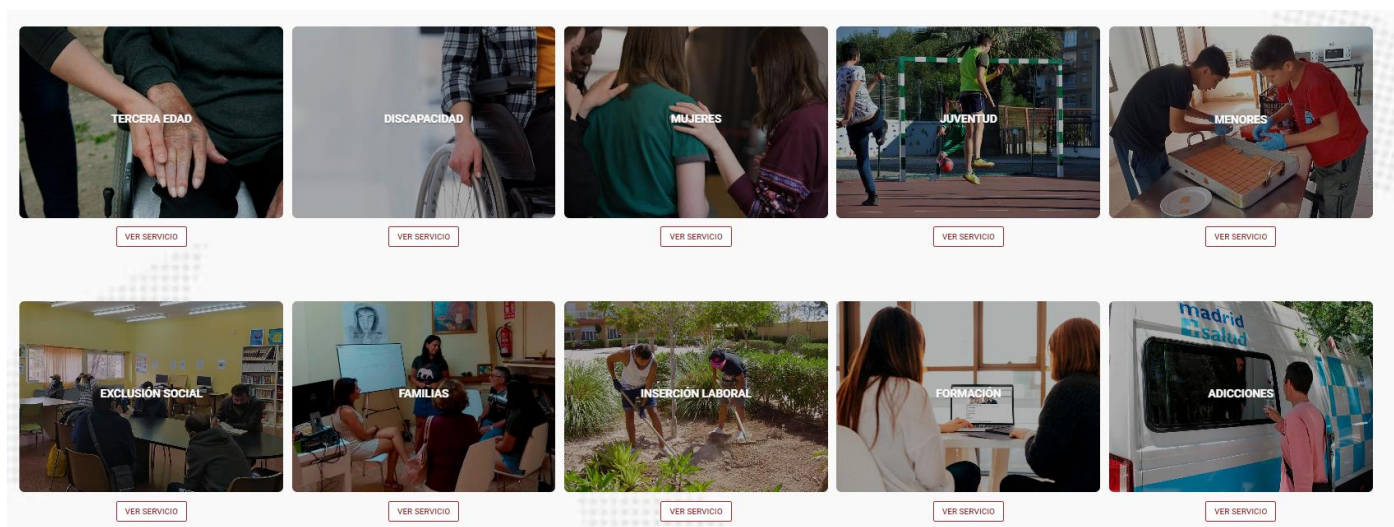 TERCERA EDAD
DISCAPACIDAD
MUJERES
JUVENTUD
MENORES
VER SERVICIO
VER SERVICIO
VER SERVICIO
VER SERVICIO
VER SERVICIO
EXCLUSIÓN SOCIAL
FAMILIAS
INSERCIÓN LABORAL
FORMACIÓN
madrid
salud
ADICCIONES
VER SERVICIO
VER SERVICIO
VER SERVICIO
VER SERVICIO
VER SERVICIO